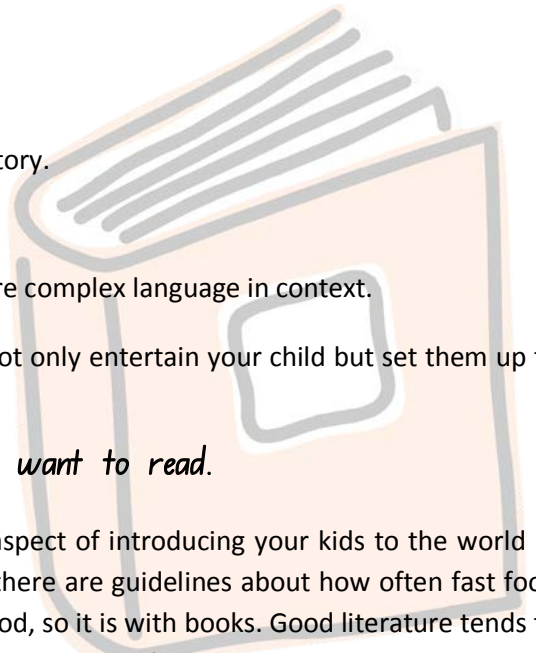 tory.
re complex language in context.
ot only entertain your child but set them up f
want to read.
aspect of introducing your kids to the world
there are guidelines about how often fast foo
od, so it is with books. Good literature tends t